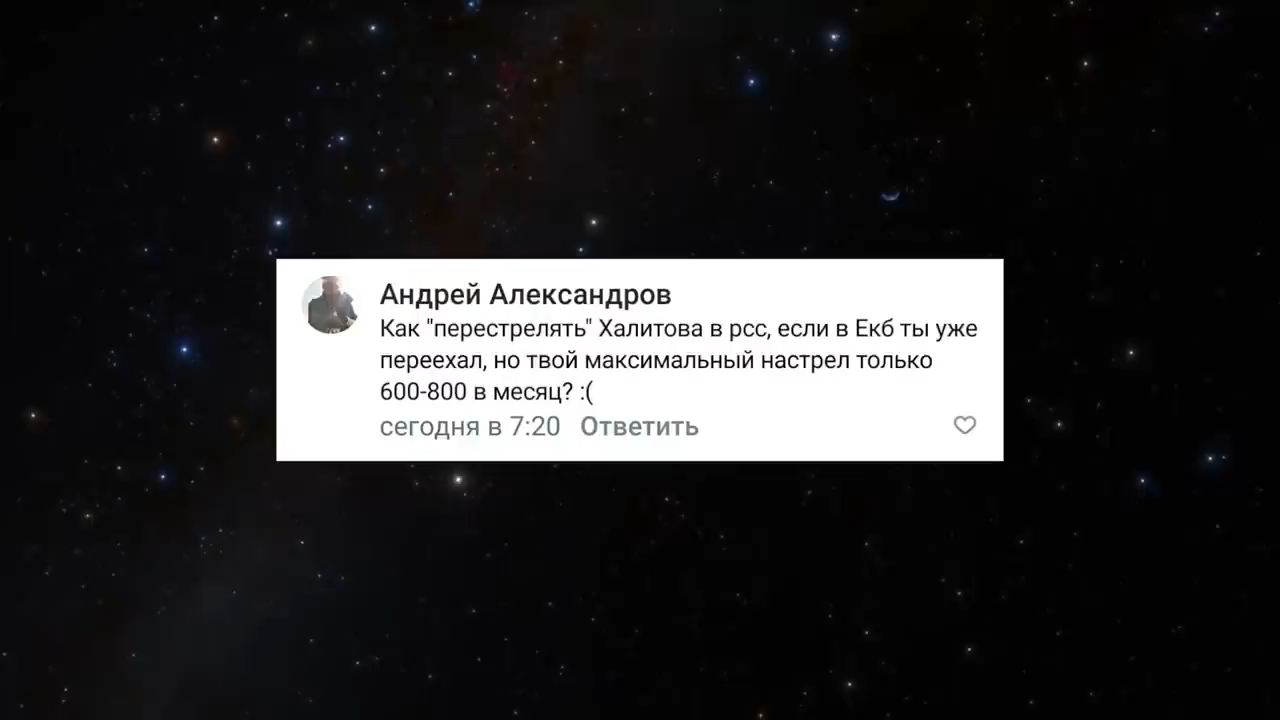 Андрей Александров
Как "перестрелять" Халитова в рсс, если в Екб ты уже
переехал, но твой максимальный настрел только
600-800 в месяц? :(
сегодня в 7:20 Ответить